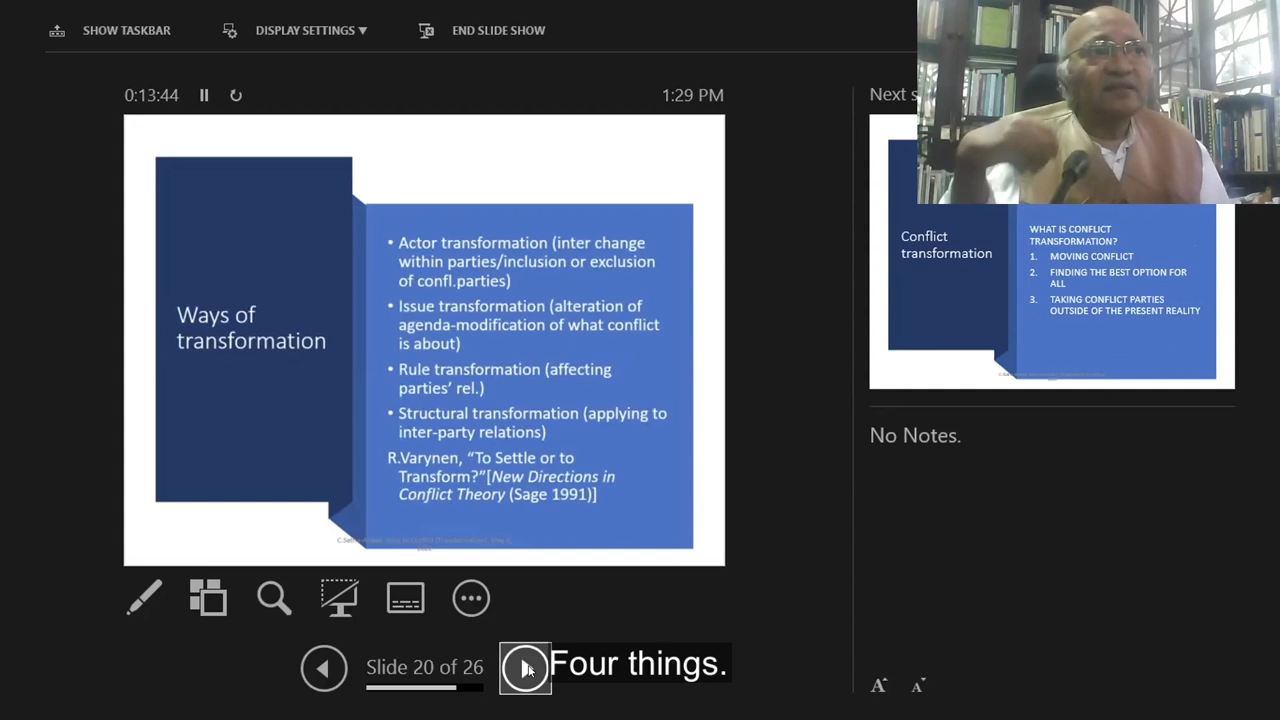 SHOW TASKBAR
DISPLAY SETTINGS ▼
END SLIDE SHOW
0:13:44
1:29 PM
Next s
Ways of
transformation
• Actor transformation (inter change
within parties/inclusion or exclusion
of confl.parties)
• Issue transformation (alteration of
agenda-modification of what conflict
is about)
• Rule transformation (affecting
parties' rel.)
• Structural transformation (applying to
inter-party relations)
R.Varynen, "To Settle or to
Transform?"[New Directions in
Conflict Theory (Sage 1991)]
Conflict
transformation
WHAT IS CONFLICT
TRANSFORMATION?
1. MOVING CONFLICT
2. FINDING THE BEST OPTION FOR
ALL
3. TAKING CONFLICT PARTIES
OUTSIDE OF THE PRESENT REALITY
No Notes.
Slide 20 of 26
Four things.
A A